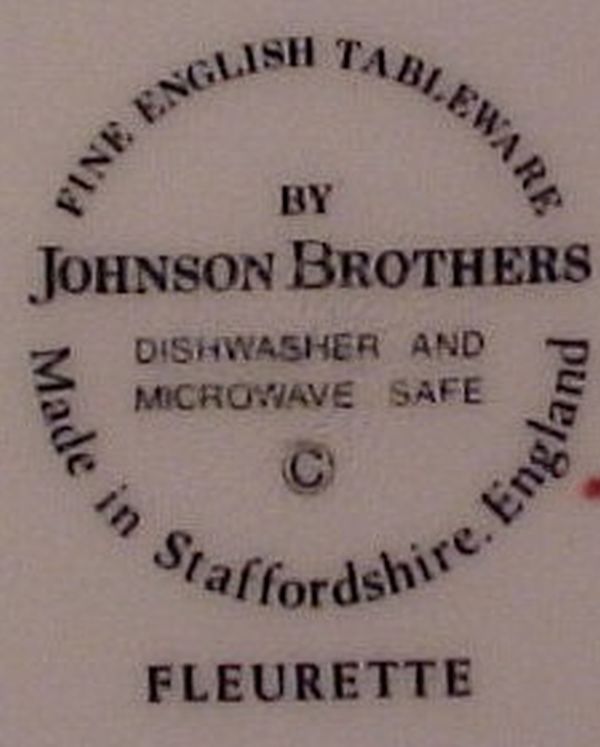 FINE ENGLISH TABLEWARE
BY
JOHNSON BROTHERS
DISHWASHER AND
MICROWAVE SAFE
©
Made in Staffordshire. England
FLEURETTE